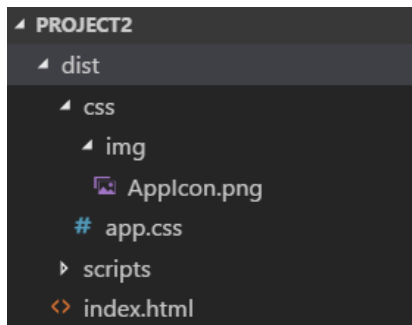 PROJECT2
dist
css
img
AppIcon.png
# app.css
scripts
<> index.html